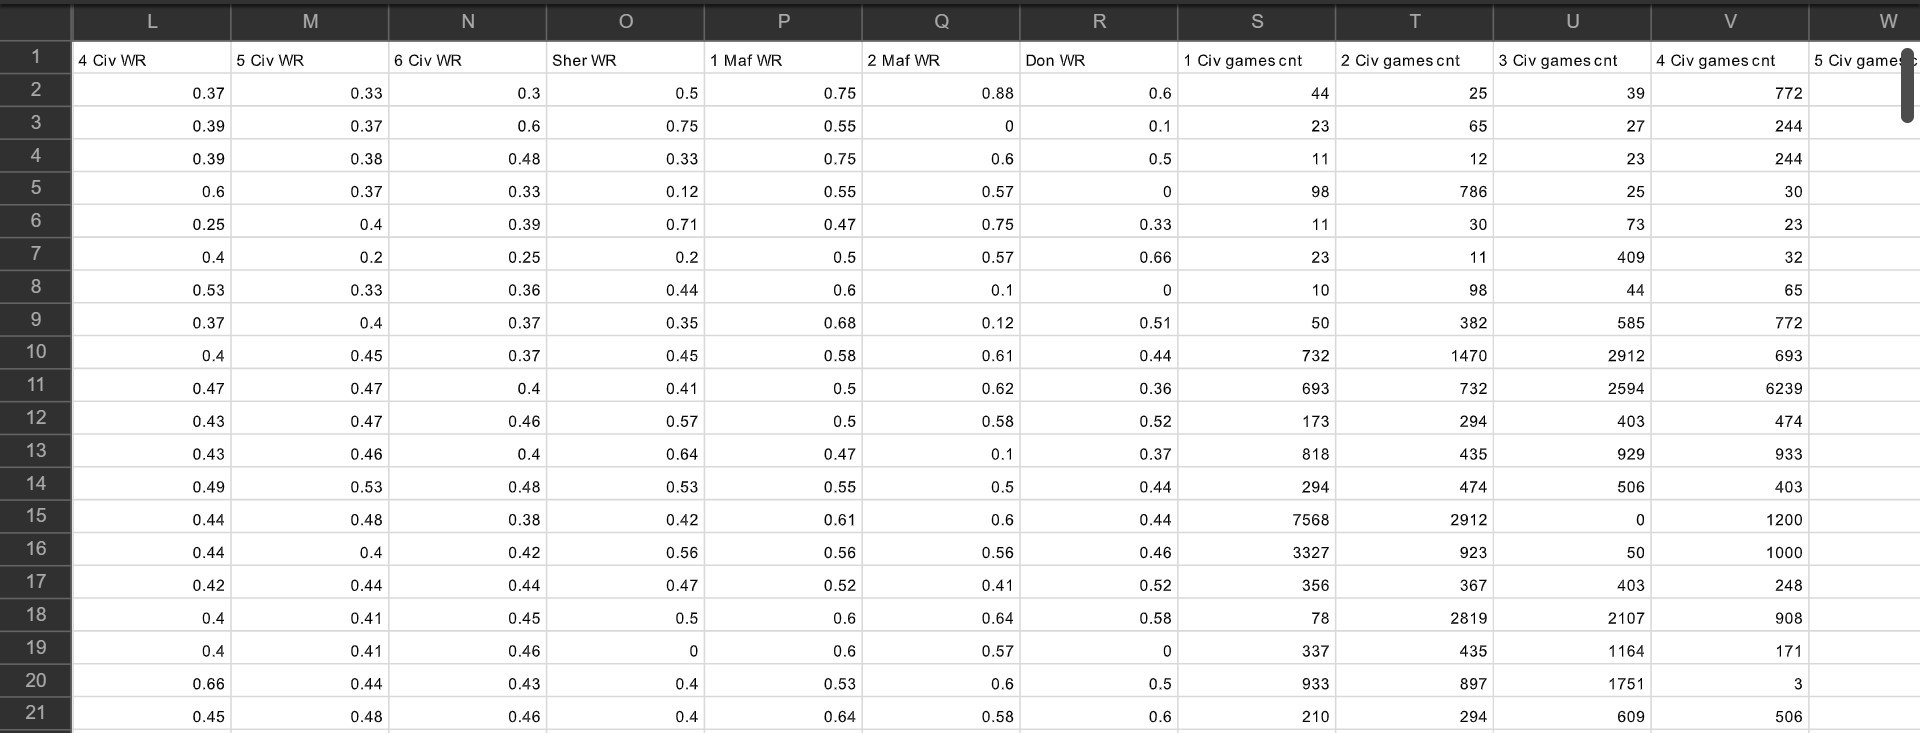 L M N O P Q R S T U V W
1 4 Civ WR 5 Civ WR 6 Civ WR Sher WR 1 Maf WR 2 Maf WR Don WR 1 Civ games cnt 2 Civ games cnt 3 Civ games cnt 4 Civ games cnt 5 Civ games c
2 0.37 0.33 0.3 0.5 0.75 0.88 0.6 44 25 39 772
3 0.39 0.37 0.6 0.75 0.55 0 0.1 23 65 27 244
4 0.39 0.38 0.48 0.33 0.75 0.6 0.5 11 12 23 244
5 0.6 0.37 0.33 0.12 0.55 0.57 0 98 786 25 30
6 0.25 0.4 0.39 0.71 0.47 0.75 0.33 11 30 73 23
7 0.4 0.2 0.25 0.2 0.5 0.57 0.66 23 11 409 32
8 0.53 0.33 0.36 0.44 0.6 0.1 0 10 98 44 65
9 0.37 0.4 0.37 0.35 0.68 0.12 0.51 50 382 585 772
10 0.4 0.45 0.37 0.45 0.58 0.61 0.44 732 1470 2912 693
11 0.47 0.47 0.4 0.41 0.5 0.62 0.36 693 732 2594 6239
12 0.43 0.47 0.46 0.57 0.5 0.58 0.52 173 294 403 474
13 0.43 0.46 0.4 0.64 0.47 0.1 0.37 818 435 929 933
14 0.49 0.53 0.48 0.53 0.55 0.5 0.44 294 474 506 403
15 0.44 0.48 0.38 0.42 0.61 0.6 0.44 7568 2912 0 1200
16 0.44 0.4 0.42 0.56 0.56 0.56 0.46 3327 923 50 1000
17 0.42 0.44 0.44 0.47 0.52 0.41 0.52 356 367 403 248
18 0.4 0.41 0.45 0.5 0.6 0.64 0.58 78 2819 2107 908
19 0.4 0.41 0.46 0 0.6 0.57 0 337 435 1164 171
20 0.66 0.44 0.43 0.4 0.53 0.6 0.5 933 897 1751 3
21 0.45 0.48 0.46 0.4 0.64 0.58 0.6 210 294 609 506